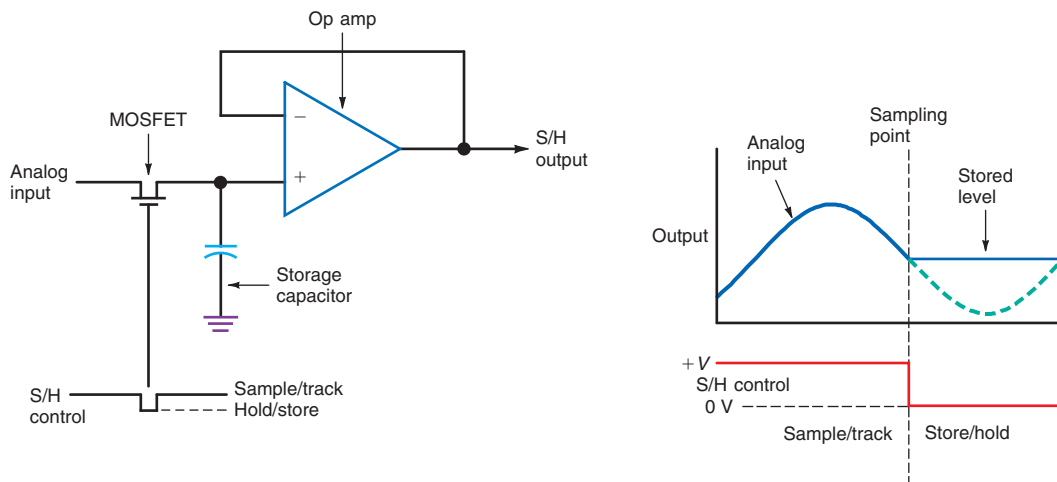 Op amp
MOSFET
−
+
Analog
input
S/H
output
Storage
capacitor
S/H
control
Sample/track
Hold/store
Sampling
point
Analog
input
Stored
level
Output
+V
S/H control
0 V
Sample/track
Store/hold